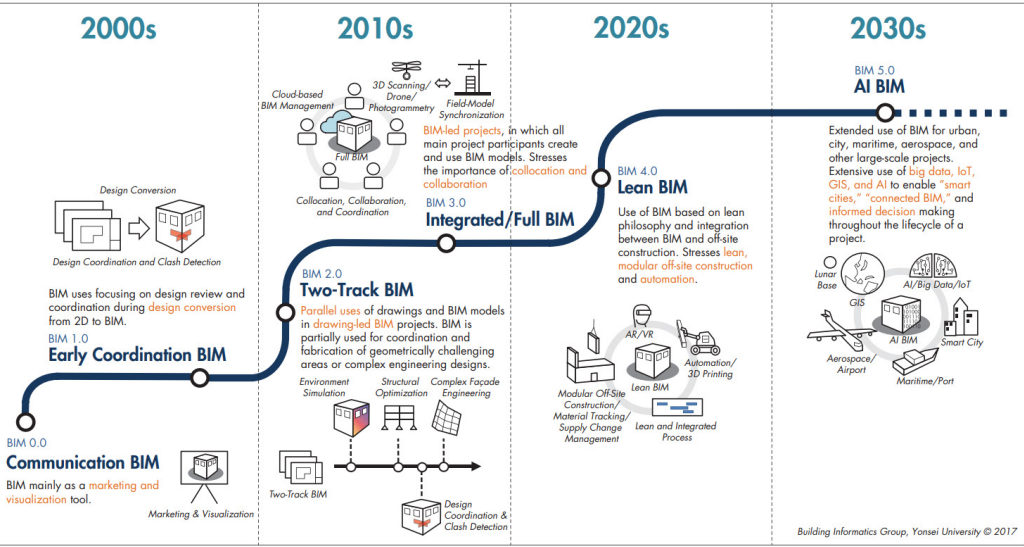 2000s
2010s
2020s
2030s
Design Conversion
Design Coordination and Clash Detection
BIM uses focusing on design review and
coordination during design conversion
from 2D to BIM.
BIM 1.0
Early Coordination BIM
BIM 0.0
Communication BIM
BIM mainly as a marketing and
visualization tool.
Marketing & Visualization
Cloud-based
BIM Management
3D Scanning/
Drone/
Photogrammetry
Field-Model
Synchronization
Full BIM
Collocation, Collaboration,
and Coordination
BIM-led projects, in which all
main project participants create
and use BIM models. Stresses
the importance of collocation and
collaboration
BIM 3.0
Integrated/Full BIM
BIM 2.0
Two-Track BIM
Parallel uses of drawings and BIM models
in drawing-led BIM projects. BIM is
partially used for coordination and
fabrication of geometrically challenging
areas or complex engineering designs.
Environment
Simulation
Structural
Optimization
Complex Façade
Engineering
Two-Track BIM
Design
Coordination &
Clash Detection
BIM 4.0
Lean BIM
Use of BIM based on lean
philosophy and integration
between BIM and off-site
construction. Stresses lean,
modular off-site construction
and automation.
AR/VR
Lean BIM
Automation/
3D Printing
Modular Off-Site
Construction/
Material Tracking/
Supply Change
Management
Lean and Integrated
Process
BIM 5.0
AI BIM
Extended use of BIM for urban,
city, maritime, aerospace, and
other large-scale projects.
Extensive use of big data, IoT,
GIS, and AI to enable "smart
cities," "connected BIM," and
informed decision making
throughout the lifecycle of a
project.
Lunar
Base
GIS
AI/Big Data/IoT
AI BIM
Smart City
Aerospace/
Airport
Maritime/Port
Building Informatics Group, Yonsei University © 2017